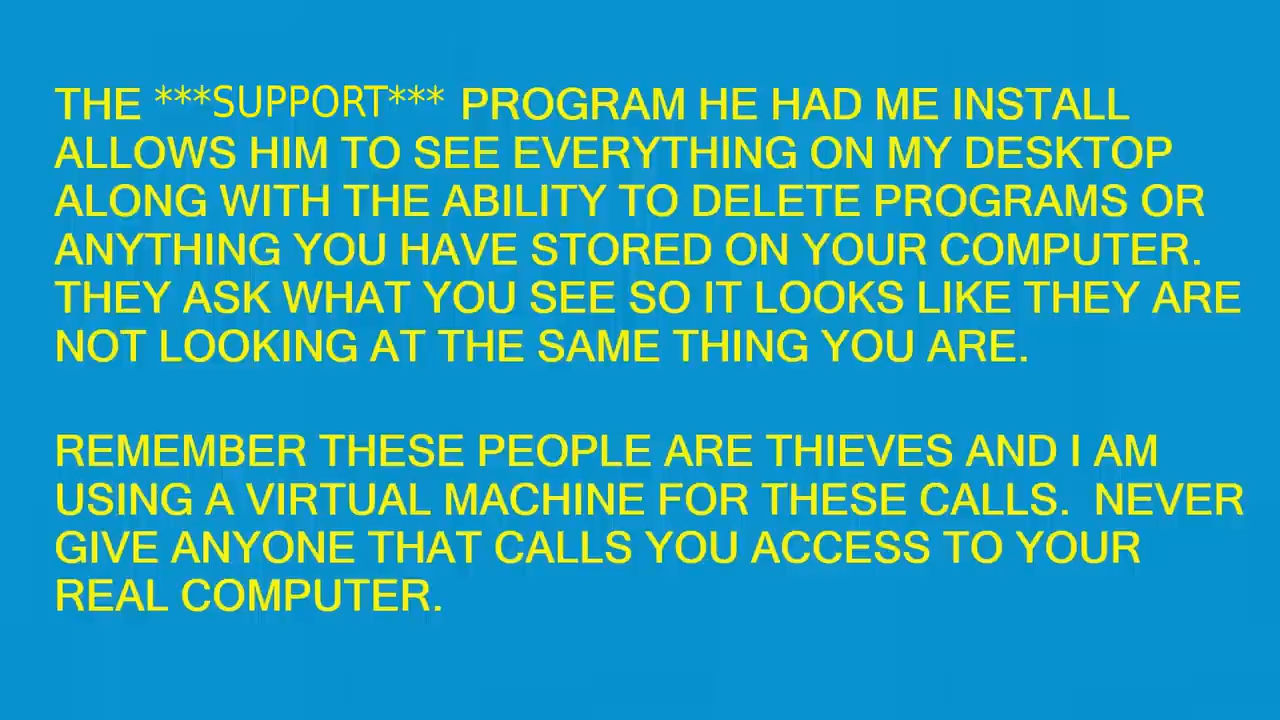 THE ***SUPPORT*** PROGRAM HE HAD ME INSTALL
ALLOWS HIM TO SEE EVERYTHING ON MY DESKTOP
ALONG WITH THE ABILITY TO DELETE PROGRAMS OR
ANYTHING YOU HAVE STORED ON YOUR COMPUTER.
THEY ASK WHAT YOU SEE SO IT LOOKS LIKE THEY ARE
NOT LOOKING AT THE SAME THING YOU ARE.
REMEMBER THESE PEOPLE ARE THIEVES AND I AM
USING A VIRTUAL MACHINE FOR THESE CALLS.  NEVER
GIVE ANYONE THAT CALLS YOU ACCESS TO YOUR
REAL COMPUTER.